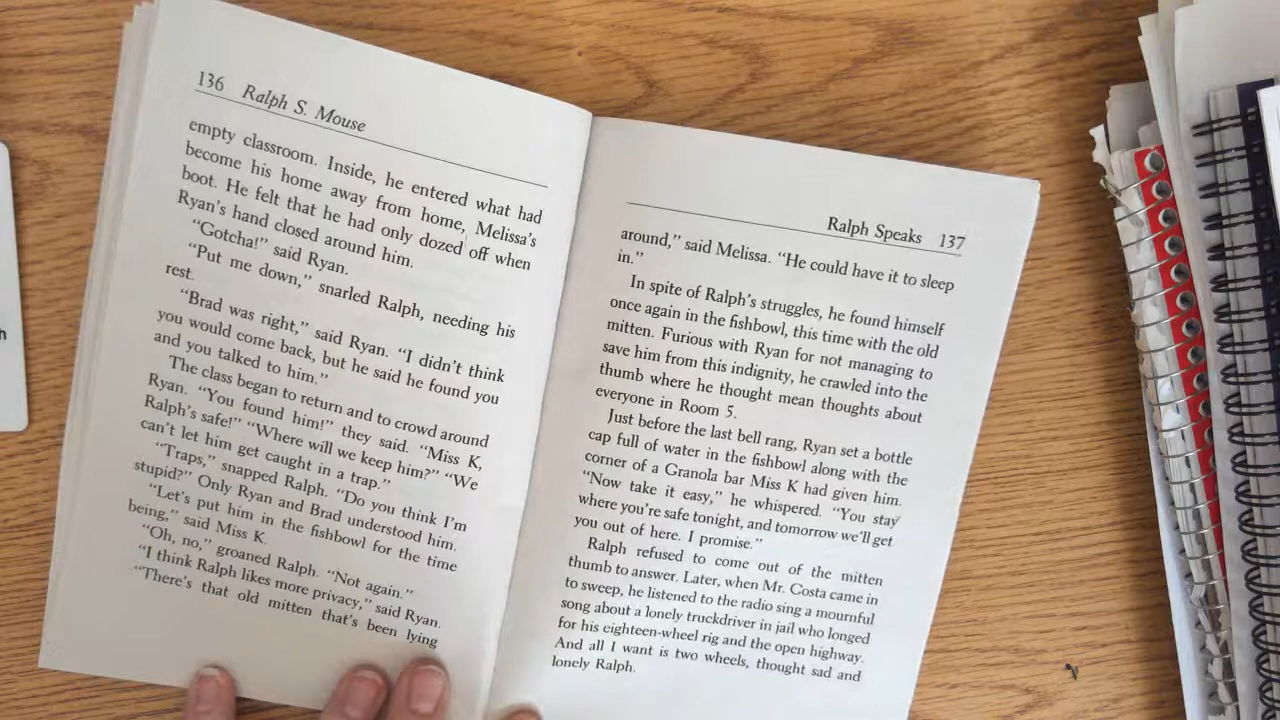 136 Ralph S. Mouse
empty classroom. Inside, he entered what had
become his home away from home, Melissa's
boot. He felt that he had only dozed off when
Ryan's hand closed around him.
"Gotcha!" said Ryan.
"Put me down," snarled Ralph, needing his
rest.
"Brad was right," said Ryan. "I didn't think
you would come back, but he said he found you
and you talked to him."
The class began to return and to crowd around
Ryan. "You found him!" they said. "Miss K,
Ralph's safe!" "Where will we keep him?" "We
can't let him get caught in a trap."
"Traps," snapped Ralph. "Do you think I'm
stupid?" Only Ryan and Brad understood him.
"Let's put him in the fishbowl for the time
being," said Miss K.
"Oh, no," groaned Ralph. "Not again."
"I think Ralph likes more privacy," said Ryan.
"There's that old mitten that's been lying
Ralph Speaks 137
around," said Melissa. "He could have it to sleep
in."
In spite of Ralph's struggles, he found himself
once again in the fishbowl, this time with the old
mitten. Furious with Ryan for not managing to
save him from this indignity, he crawled into the
thumb where he thought mean thoughts about
everyone in Room 5.
Just before the last bell rang, Ryan set a bottle
cap full of water in the fishbowl along with the
corner of a Granola bar Miss K had given him.
"Now take it easy," he whispered. "You stay
where you're safe tonight, and tomorrow we'll get
you out of here. I promise."
Ralph refused to come out of the mitten
thumb to answer. Later, when Mr. Costa came in
to sweep, he listened to the radio sing a mournful
song about a lonely truckdriver in jail who longed
for his eighteen-wheel rig and the open highway.
And all I want is two wheels, thought sad and
lonely Ralph.
h